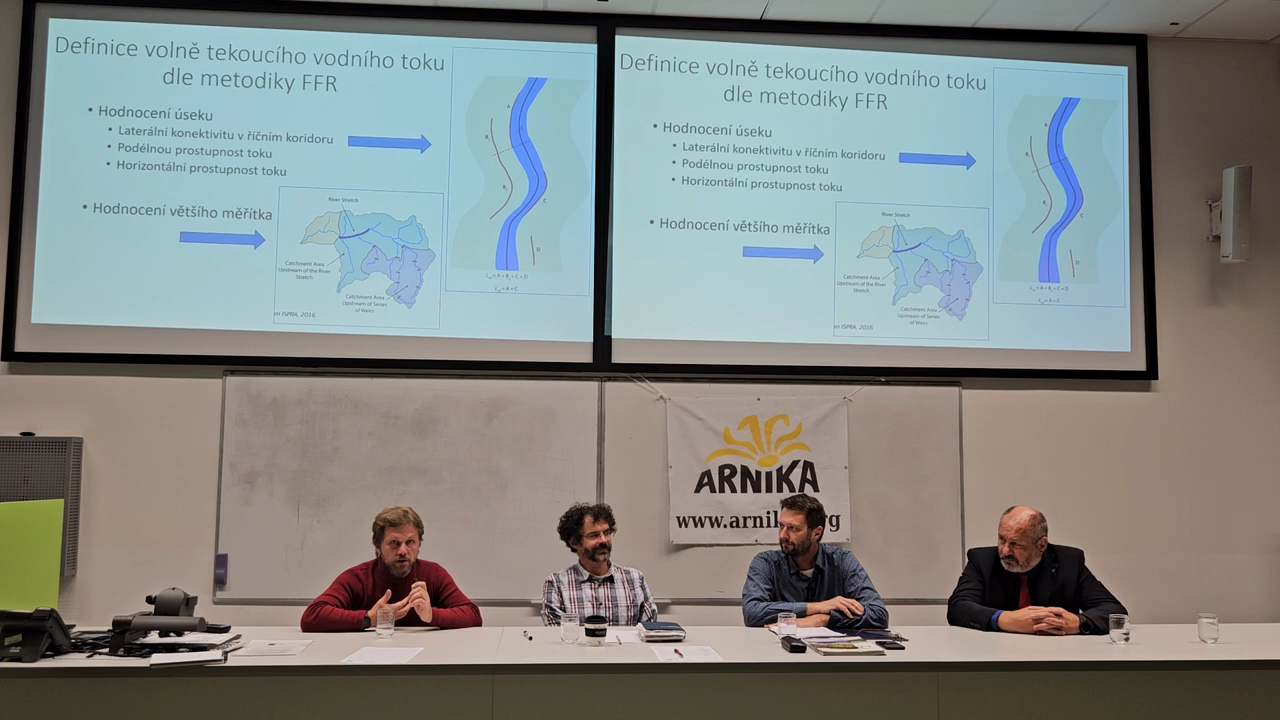 Definice volně tekoucího vodního toku
dle metodiky FFR
• Hodnocení úseku
• Laterální konektivitu v říčním koridoru
• Podélnou prostupnost toku
• Horizontální prostupnost toku
• Hodnocení většího měřítka
River Stretch
Catchment Area
Upstream of the River
Stretch
Catchment Area
Upstream of Series
of Weirs
m ISPRA, 2016
A
B
C
D
Definice volně tekoucího vodního toku
dle metodiky FFR
• Hodnocení úseku
• Laterální konektivitu v říčním koridoru
• Podélnou prostupnost toku
• Horizontální prostupnost toku
• Hodnocení většího měřítka
River Stretch
Catchment Area
Upstream of the River
Stretch
Catchment Area
Upstream of Series
of Weirs
m ISPRA, 2016
C
D
ARNIKA
www.arnik rg